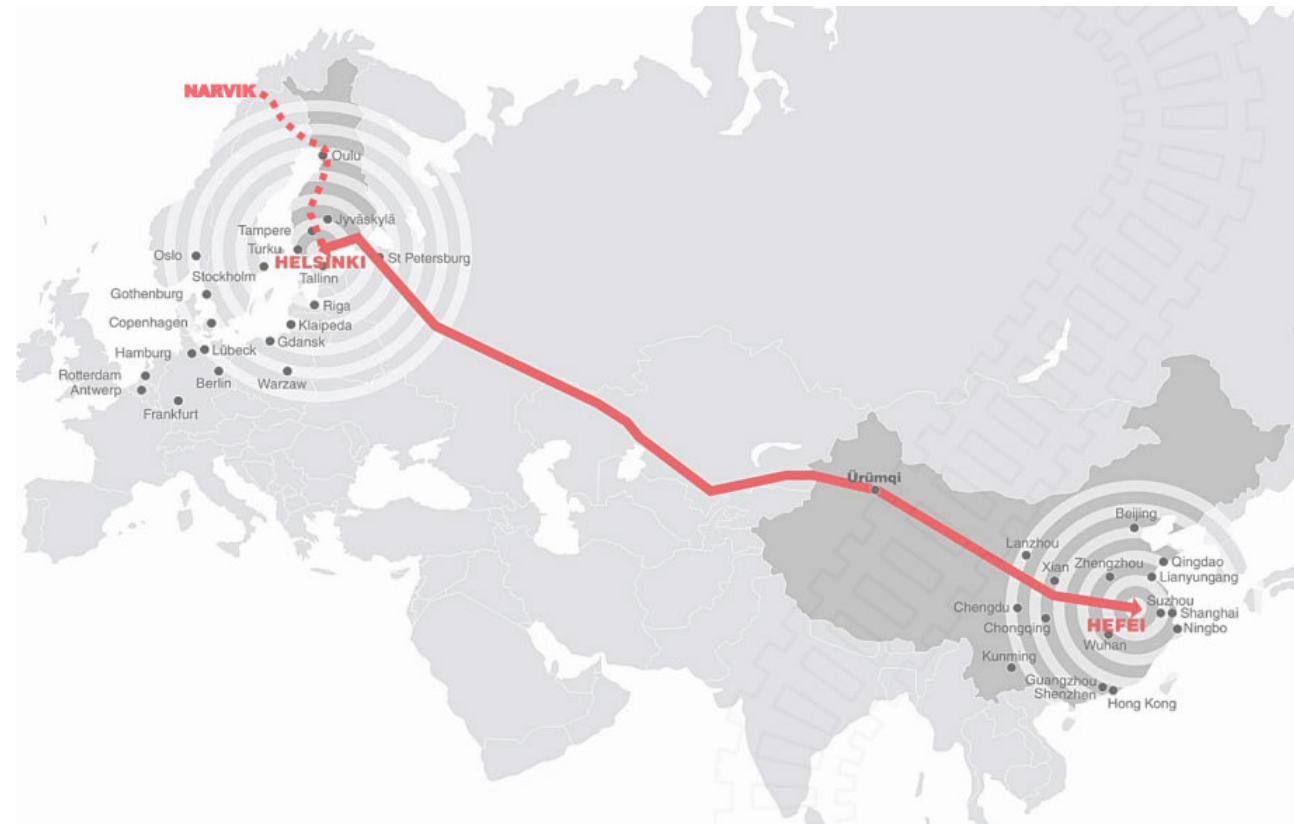 NARVIK
Oulu
Jyväskylä
Tampere
Turku
HELSINKI
St Petersburg
Tallinn
Oslo
Stockholm
Gothenburg
Riga
Copenhagen
Klaipeda
Gdansk
Hamburg
Lübeck
Rotterdam
Berlin
Warzaw
Antwerp
Frankfurt
Ürümqi
Beijing
Lanzhou
Xian
Zhengzhou
Qingdao
Lianyungang
Suzhou
Chengdu
Shanghai
Chongqing
HEFEI
Ningbo
Wuhan
Kunming
Guangzhou
Shenzhen
Hong Kong